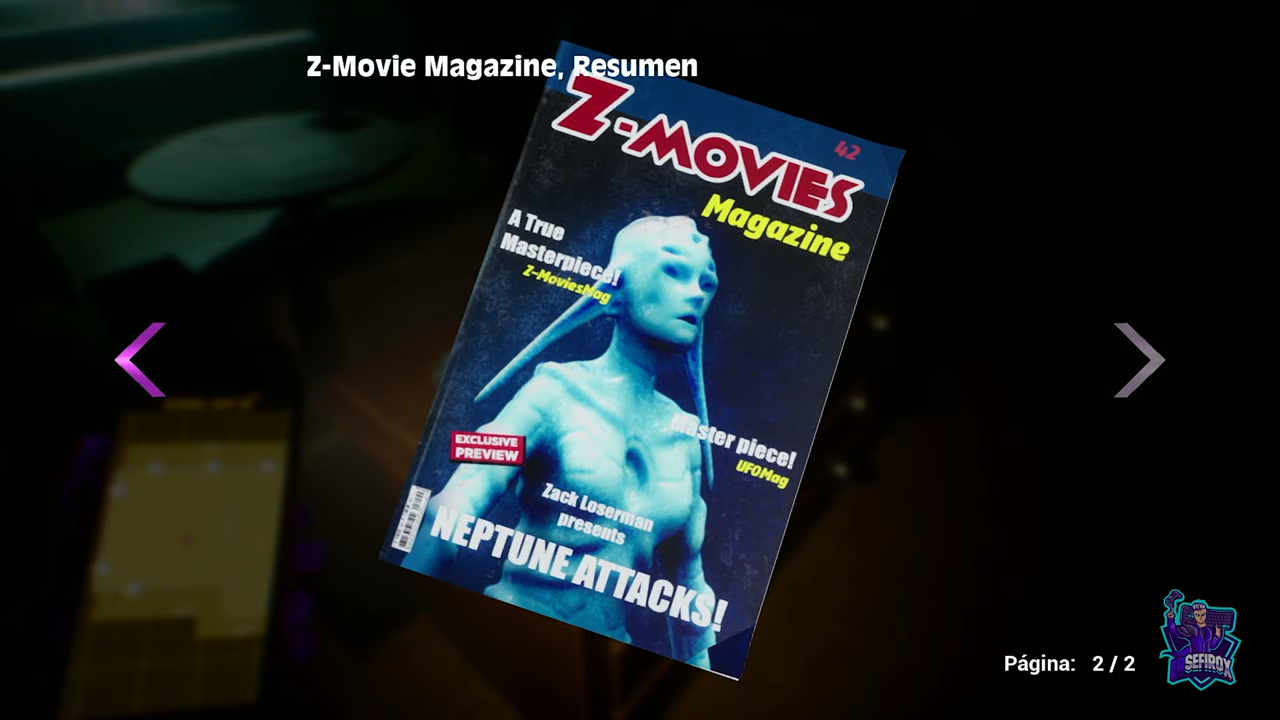 Z-Movie Magazine, Resumen
Z-MOVIES
42
Magazine
A True
Masterpiece!
Z-MoviesMag
Master piece!
UFOMag
EXCLUSIVE
PREVIEW
Zack Loserman
presents
NEPTUNE ATTACKS!
Página: 2 / 2
SEFIROX